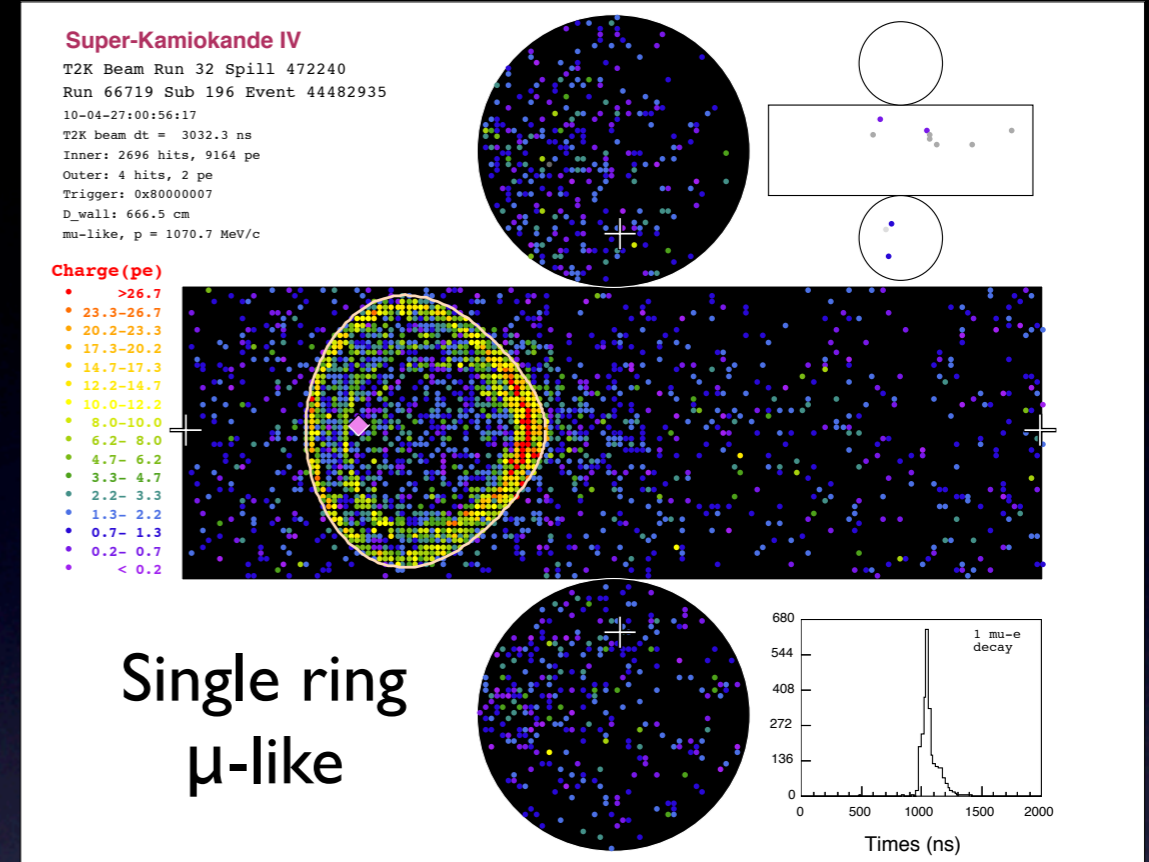 Super-Kamiokande IV
T2K Beam Run 32 Spill 472240
Run 66719 Sub 196 Event 44482935
10-04-27:00:56:17
T2K beam dt = 3032.3 ns
Inner: 2696 hits, 9164 pe
Outer: 4 hits, 2 pe
Trigger: 0x80000007
D_wall: 666.5 cm
mu-like, p = 1070.7 MeV/c
Charge(pe)
>26.7
23.3-26.7
20.2-23.3
17.3-20.2
14.7-17.3
12.2-14.7
10.0-12.2
8.0-10.0
6.2- 8.0
4.7- 6.2
3.3- 4.7
2.2- 3.3
1.3- 2.2
0.7- 1.3
0.2- 0.7
< 0.2
Single ring
μ-like
680
544
408
272
136
0
1 mu-e
decay
0 500 1000 1500 2000
Times (ns)